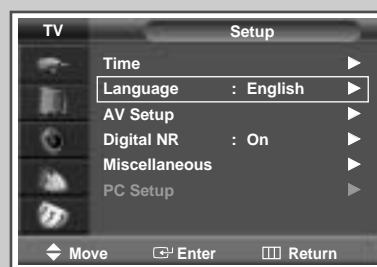 TV Setup
Time
Language : English
AV Setup
Digital NR : On
Miscellaneous
PC Setup
Move Enter Return